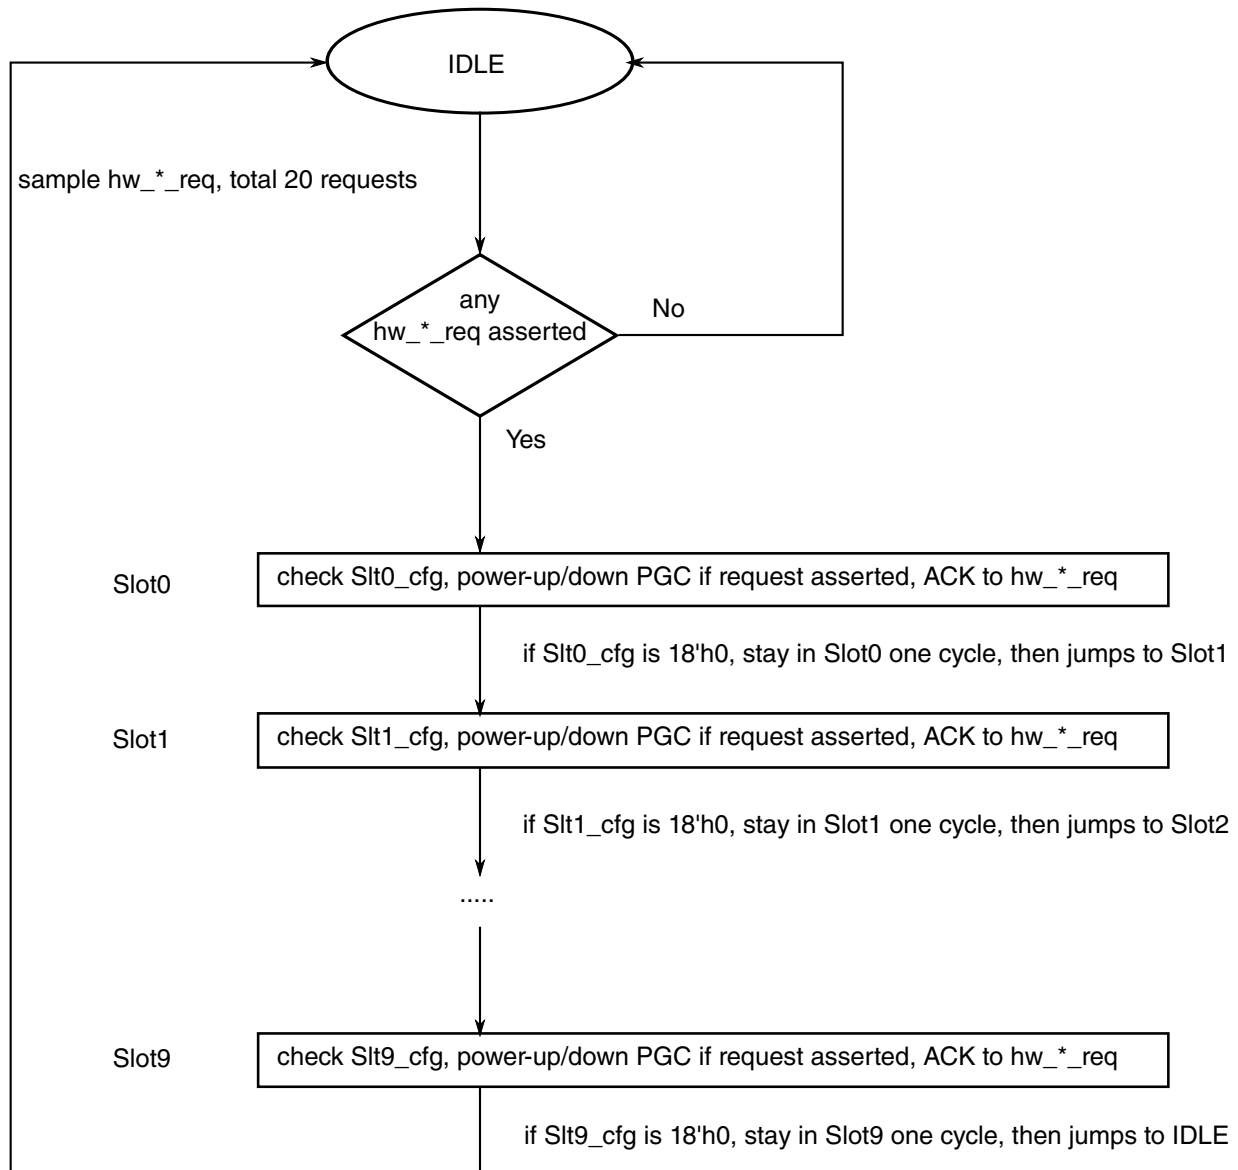 IDLE
sample hw_*_req, total 20 requests
any
hw_*_req asserted
No
Yes
Slot0
check Slt0_cfg, power-up/down PGC if request asserted, ACK to hw_*_req
if Slt0_cfg is 18'h0, stay in Slot0 one cycle, then jumps to Slot1
Slot1
check Slt1_cfg, power-up/down PGC if request asserted, ACK to hw_*_req
if Slt1_cfg is 18'h0, stay in Slot1 one cycle, then jumps to Slot2
.....
Slot9
check Slt9_cfg, power-up/down PGC if request asserted, ACK to hw_*_req
if Slt9_cfg is 18'h0, stay in Slot9 one cycle, then jumps to IDLE